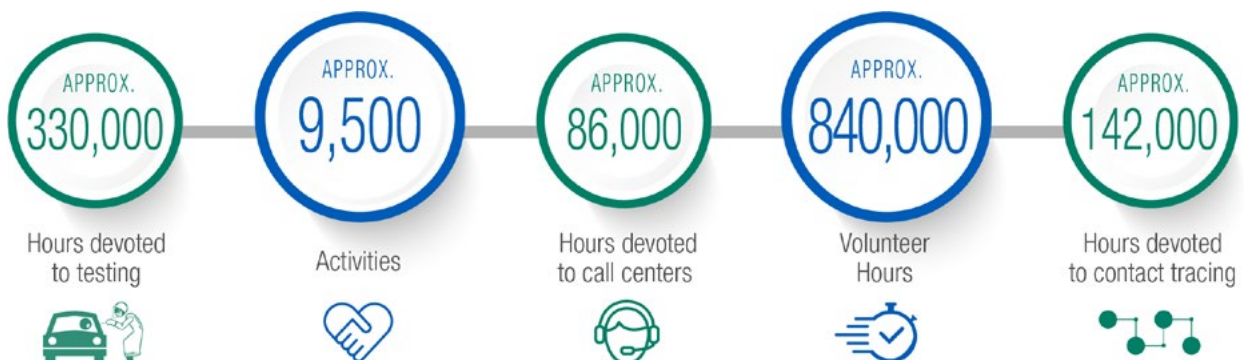 APPROX.
330,000
Hours devoted
to testing
APPROX.
9,500
Activities
APPROX.
86,000
Hours devoted
to call centers
APPROX.
840,000
Volunteer
Hours
APPROX.
142,000
Hours devoted
to contact tracing